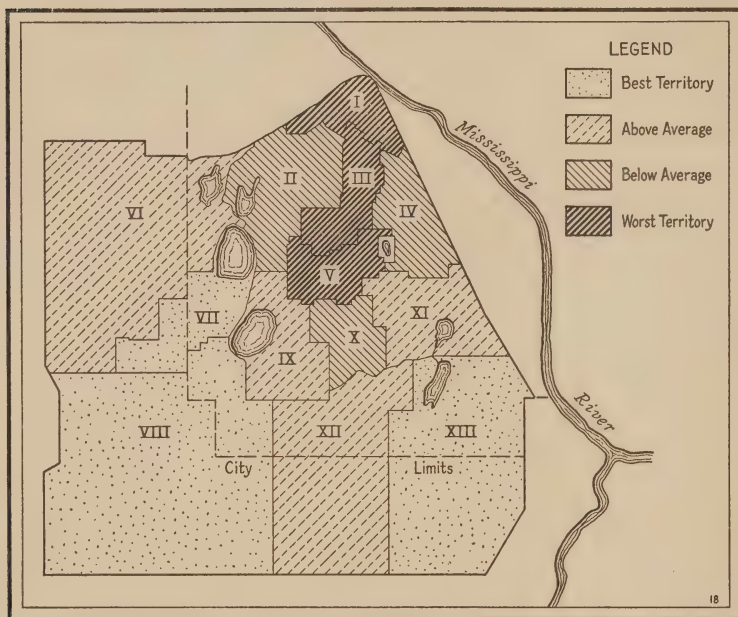 LEGEND
Best Territory
Above Average
Below Average
Worst Territory
Mississippi
River
I
II
III
IV
VI
V
VII
XI
IX
X
VIII
XII
XIII
City
Limits
18